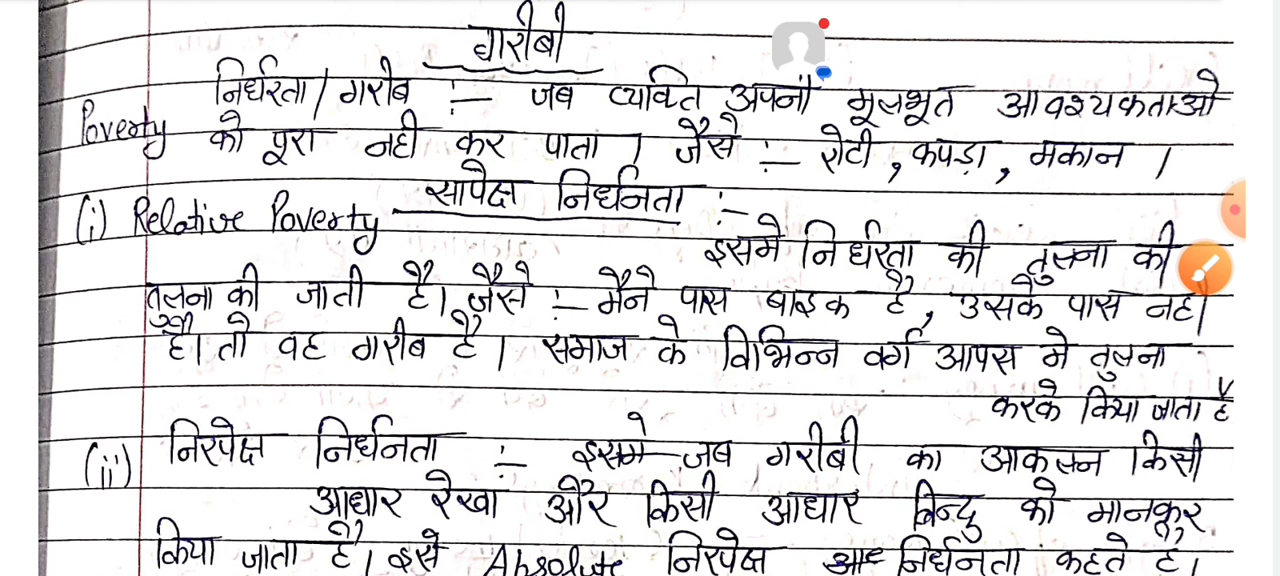 गरीबी
निर्धरता/गरीब :- जब व्यक्ति अपनी मूलभूत आवश्यकताओ
Poverty को पूरा नही कर पाता । जैसे :- रोटी , कपड़ा , मकान ।
(i) Relative Poverty सापेक्ष निर्धनता :-
इसमे निर्धरता की तुलना की
तुलना की जाती है। जैसे :- मैने पास बाइक है , उसके पास नही
है। तो वह गरीब है । समाज के विभिन्न वर्ग आपस मे तुलना
करके किया जाता है
(ii) निरपेक्ष निर्धनता :- इसमे जब गरीबी का आकलन किसी
आधार रेखा और किसी आधार बिन्दु को मानकर
किया जाता है। इसे Absolute निरपेक्ष निर्धनता कहते है।